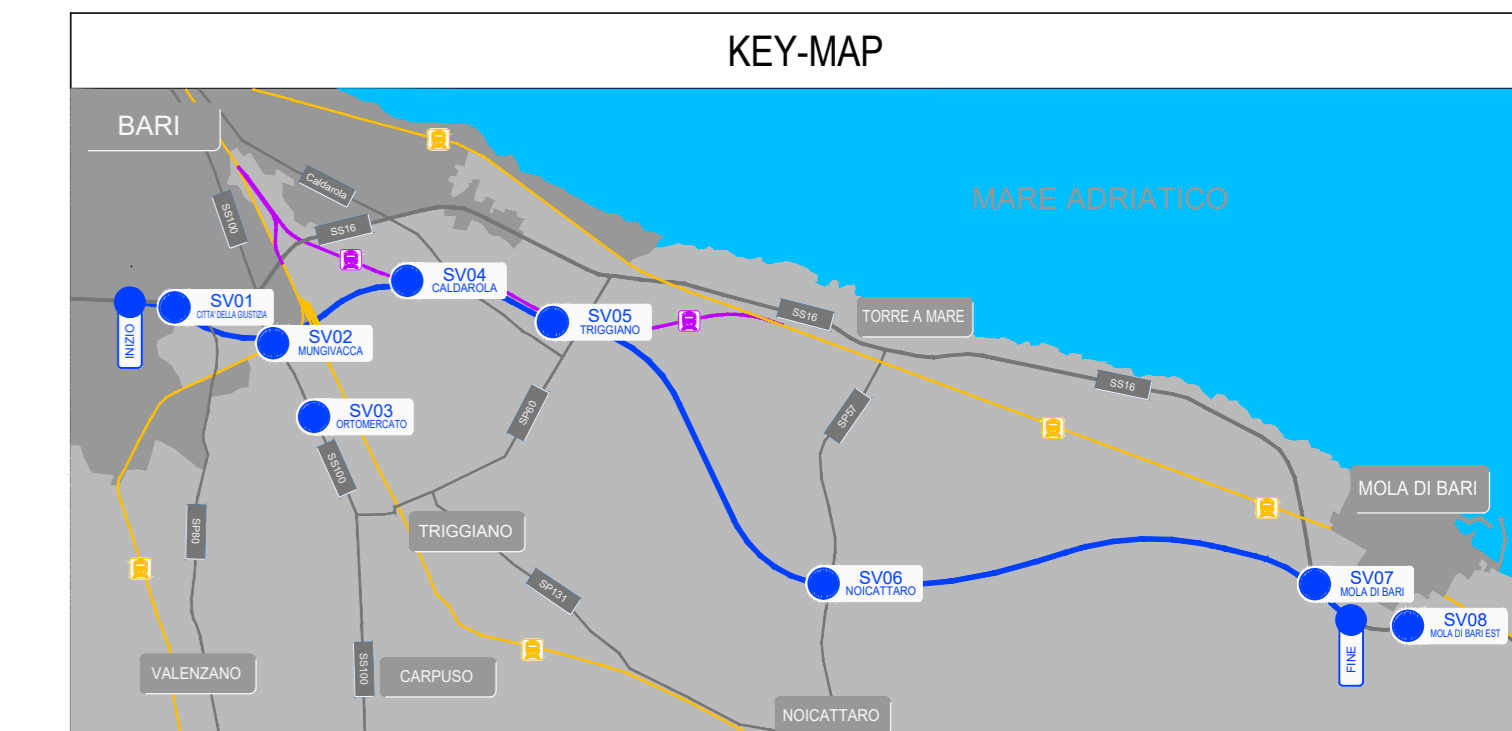 KEY-MAP
BARI
MARE ADRIATICO
Caldarola
SS100
SS16
SV04
CALDAROLA
SV01
CITTA' DELLA GIUSTIZIA
SV05
TRIGGIANO
SS16
TORRE A MARE
INIZIO
SV02
MUNGIVACCA
SS16
SV03
ORTOMERCATO
SP60
SP57
SS100
MOLA DI BARI
SP80
TRIGGIANO
SP131
SV06
NOICATTARO
SV07
MOLA DI BARI
SV08
MOLA DI BARI EST
FINE
VALENZANO
SS100
CARPUSO
NOICATTARO